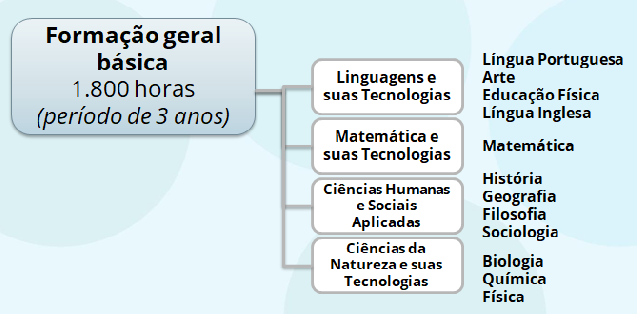 Formação geral
básica
1.800 horas
(período de 3 anos)
Linguagens e
suas Tecnologias
Língua Portuguesa
Arte
Educação Física
Língua Inglesa
Matemática e
suas Tecnologias
Matemática
Ciências Humanas
e Sociais
Aplicadas
História
Geografia
Filosofia
Sociologia
Ciências da
Natureza e suas
Tecnologias
Biologia
Química
Física